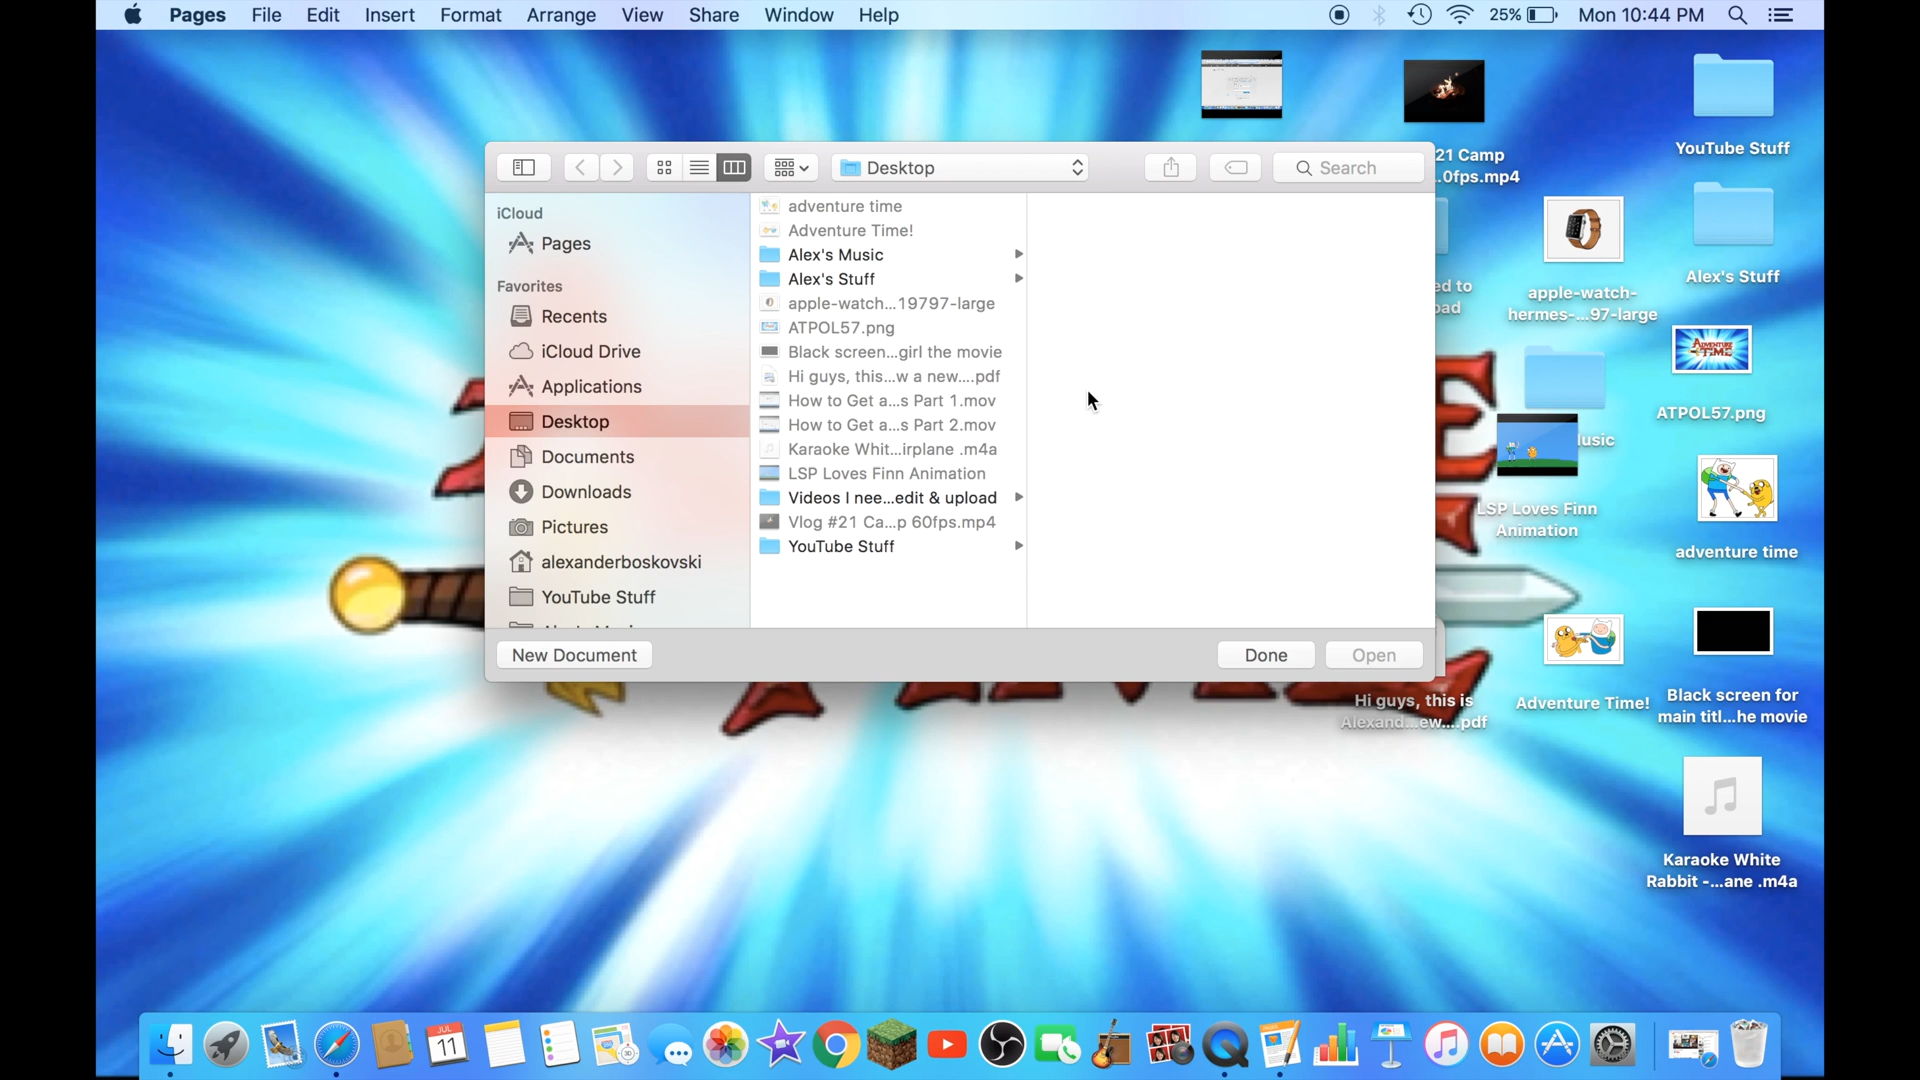 Pages File Edit Insert Format Arrange View Share Window Help 25% Mon 10:44 PM
Desktop
Search
iCloud
Pages
Favorites
Recents
iCloud Drive
Applications
Desktop
Documents
Downloads
Pictures
alexanderboskovski
YouTube Stuff
adventure time
Adventure Time!
Alex's Music
Alex's Stuff
apple-watch...19797-large
ATPOL57.png
Black screen...girl the movie
Hi guys, this...w a new....pdf
How to Get a...s Part 1.mov
How to Get a...s Part 2.mov
Karaoke Whit...irplane .m4a
LSP Loves Finn Animation
Videos I nee...edit & upload
Vlog #21 Ca...p 60fps.mp4
YouTube Stuff
New Document
Done
Open
21 Camp
.0fps.mp4
YouTube Stuff
Alex's Stuff
ed to
oad
apple-watch-
hermes-...97-large
ADVENTURE
TIME
ATPOL57.png
usic
LSP Loves Finn
Animation
adventure time
Hi guys, this is
Alexand...ew....pdf
Adventure Time!
Black screen for
main titl...he movie
Karaoke White
Rabbit -...ane .m4a
JUL
11